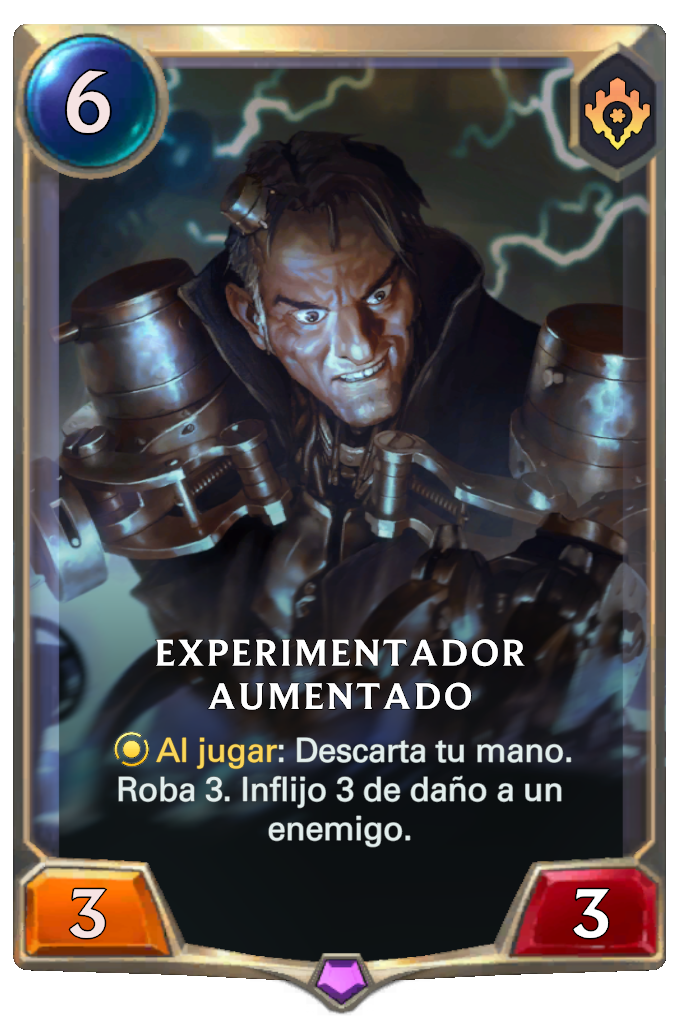 6
EXPERIMENTADOR
AUMENTADO
Al jugar: Descarta tu mano.
Roba 3. Inflijo 3 de daño a un
enemigo.
3
3